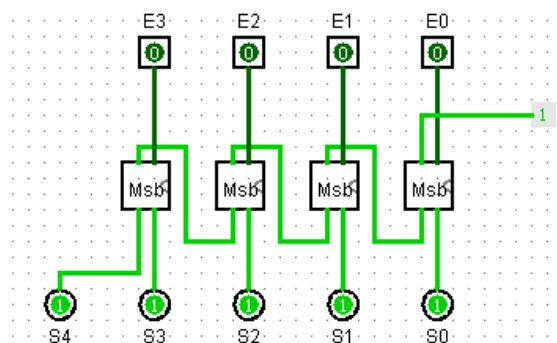 E3 E2 E1 E0
0 0 0 0
1
Msb Msb Msb Msb
1 1 1 1 1
S4 S3 S2 S1 S0